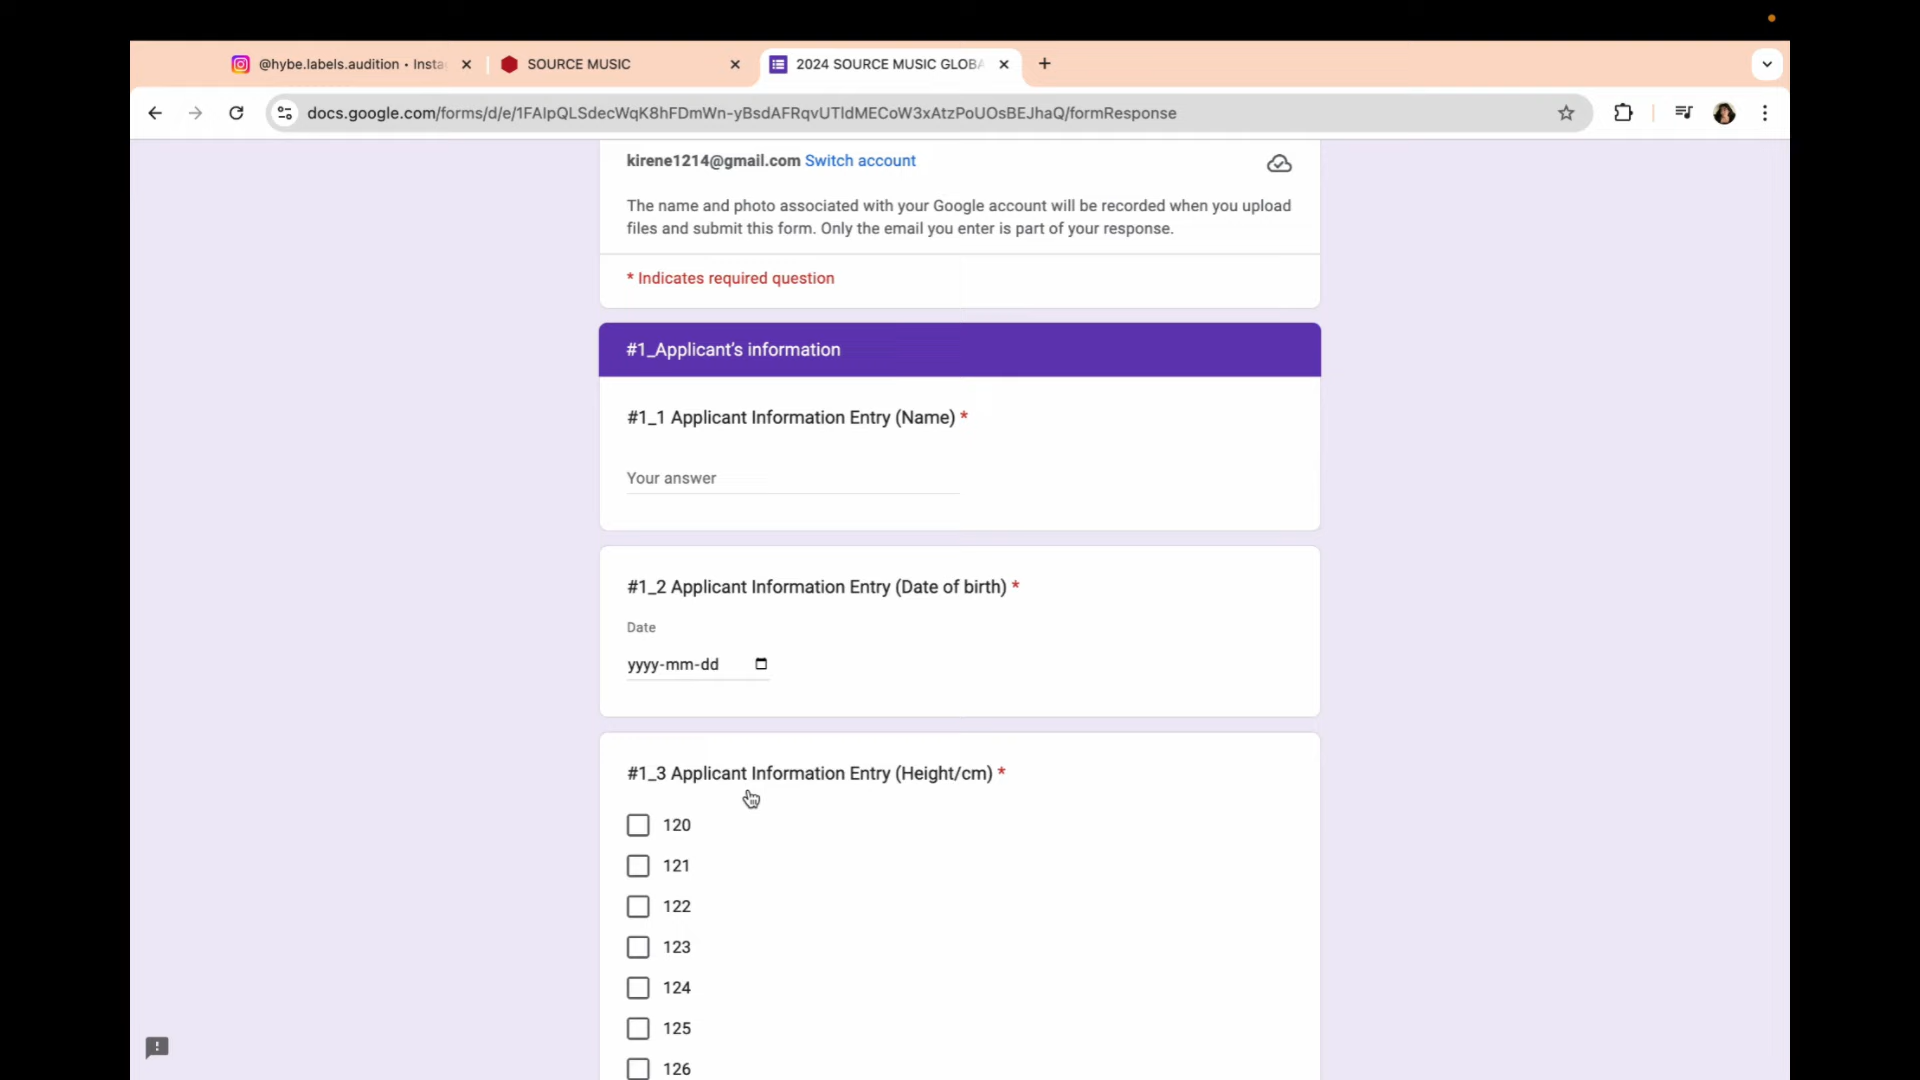 @hybe.labels.audition • Insta
SOURCE MUSIC
2024 SOURCE MUSIC GLOBA
docs.google.com/forms/d/e/1FAIpQLSdecWqK8hFDmWn-yBsdAFRqvUTldMECoW3xAtzPoUOsBEJhaQ/formResponse
kirene1214@gmail.com Switch account
The name and photo associated with your Google account will be recorded when you upload
files and submit this form. Only the email you enter is part of your response.
* Indicates required question
#1_Applicant's information
#1_1 Applicant Information Entry (Name) *
Your answer
#1_2 Applicant Information Entry (Date of birth) *
Date
yyyy-mm-dd
#1_3 Applicant Information Entry (Height/cm) *
120
121
122
123
124
125
126